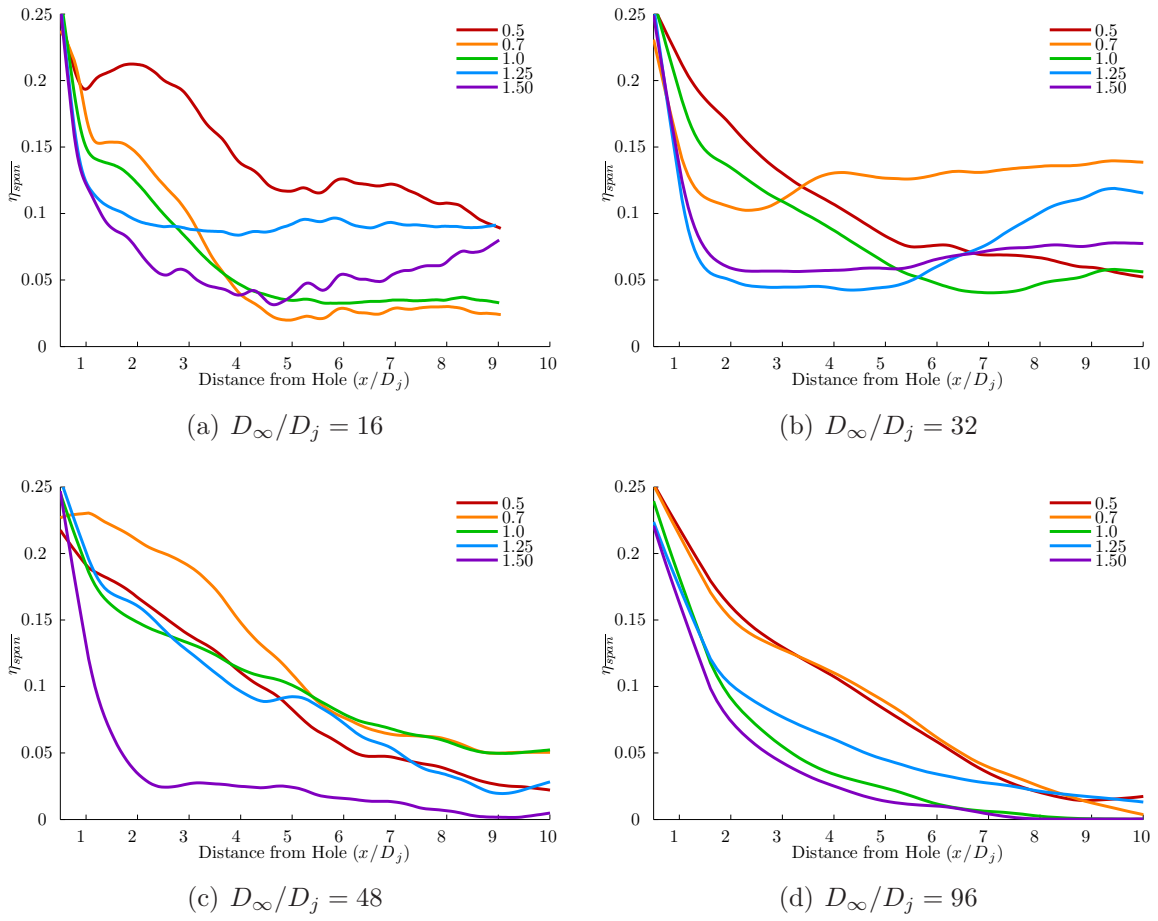 0.25
0.2
0.15
0.1
0.05
0
η_span
1 2 3 4 5 6 7 8 9 10
Distance from Hole (x/D_j)
0.5
0.7
1.0
1.25
1.50
(a) D_∞/D_j = 16
0.25
0.2
0.15
0.1
0.05
0
η_span
1 2 3 4 5 6 7 8 9 10
Distance from Hole (x/D_j)
0.5
0.7
1.0
1.25
1.50
(b) D_∞/D_j = 32
0.25
0.2
0.15
0.1
0.05
0
η_span
1 2 3 4 5 6 7 8 9 10
Distance from Hole (x/D_j)
0.5
0.7
1.0
1.25
1.50
(c) D_∞/D_j = 48
0.25
0.2
0.15
0.1
0.05
0
η_span
1 2 3 4 5 6 7 8 9 10
Distance from Hole (x/D_j)
0.5
0.7
1.0
1.25
1.50
(d) D_∞/D_j = 96